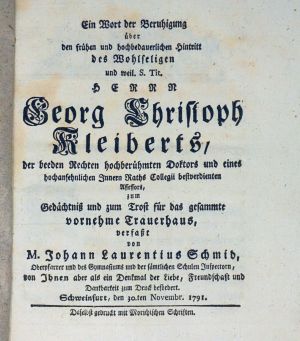 Ein Wort der Beruhigung
über
den frühen und hochbedauerlichen Hintritt
des Wohlseligen
und weil. S. Tit.
HERRN
Georg Christoph
Kleiberts,
der beeden Rechten hochberühmten Doktors und eines
hochansehnlichen Innern Raths Collegii bestverdienten
Assessors,
zum
Gedächtniß und zum Trost für das gesammte
vornehme Trauerhaus,
verfaßt
von
M. Johann Laurentius Schmid,
Oberpfarrer und des Gymnasiums und der sämtlichen Schulen Inspectorn,
von Ihnen aber als ein Denkmal der Liebe, Freundschaft und
Dankbarkeit zum Druck befördert.
Schweinfurt, den 30.ten Novembr. 1791.
Daselbst gedruckt mit Morichischen Schriften.